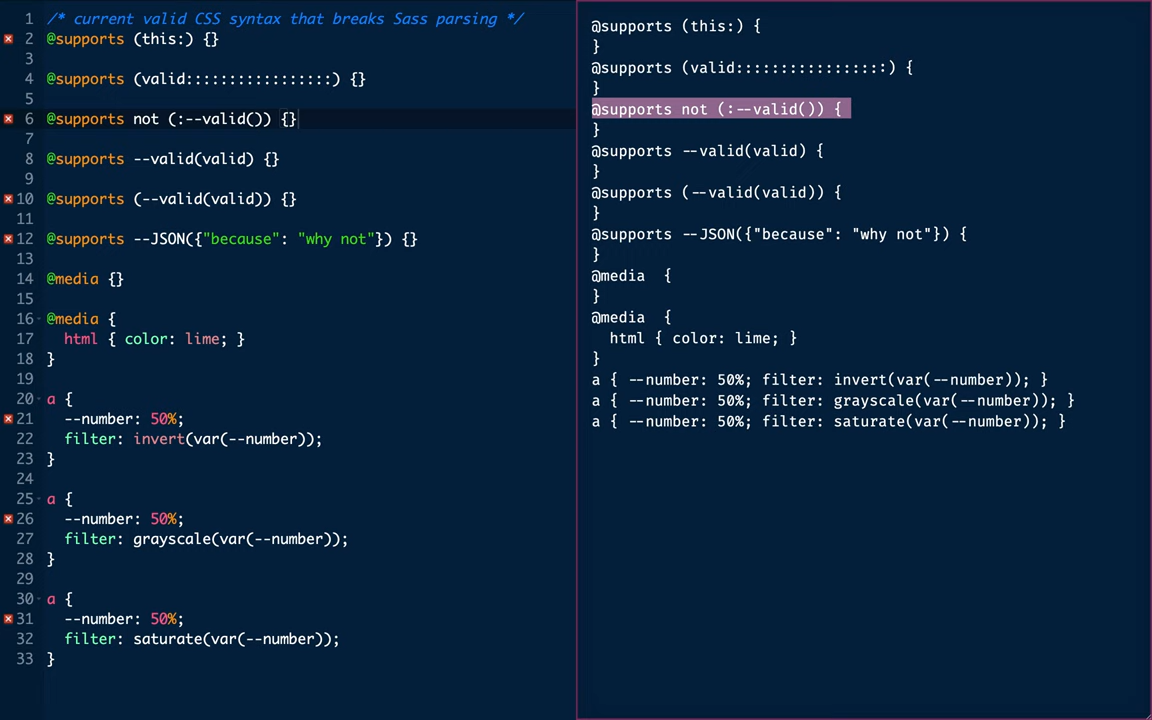 1 /* current valid CSS syntax that breaks Sass parsing */
2 @supports (this:) {}
3
4 @supports (valid:::::::::::::::::) {}
5
6 @supports not (:--valid()) {}
7
8 @supports --valid(valid) {}
9
10 @supports (--valid(valid)) {}
11
12 @supports --JSON({"because": "why not"}) {}
13
14 @media {}
15
16 @media {
17   html { color: lime; }
18 }
19
20 a {
21   --number: 50%;
22   filter: invert(var(--number));
23 }
24
25 a {
26   --number: 50%;
27   filter: grayscale(var(--number));
28 }
29
30 a {
31   --number: 50%;
32   filter: saturate(var(--number));
33 }
@supports (this:) {
}
@supports (valid:::::::::::::::::) {
}
@supports not (:--valid()) {
}
@supports --valid(valid) {
}
@supports (--valid(valid)) {
}
@supports --JSON({"because": "why not"}) {
}
@media  {
}
@media  {
  html { color: lime; }
}
a { --number: 50%; filter: invert(var(--number)); }
a { --number: 50%; filter: grayscale(var(--number)); }
a { --number: 50%; filter: saturate(var(--number)); }